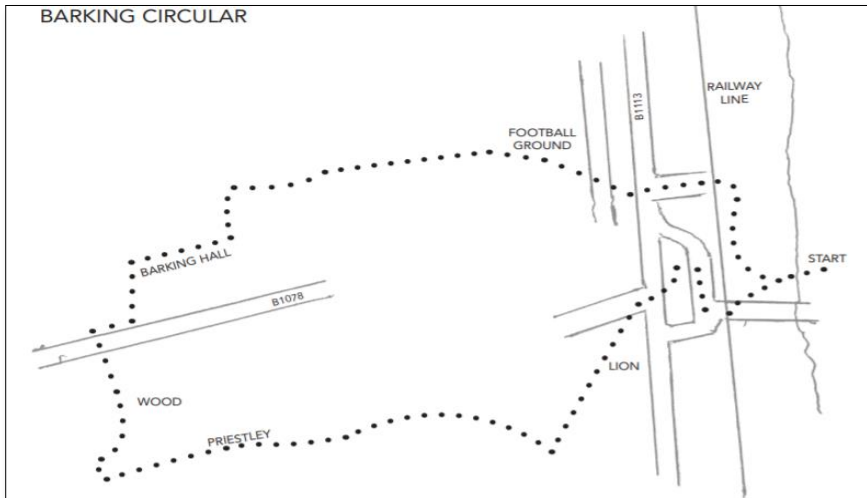 BARKING CIRCULAR
RAILWAY
LINE
B1113
FOOTBALL
GROUND
BARKING HALL
START
B1078
LION
WOOD
PRIESTLEY